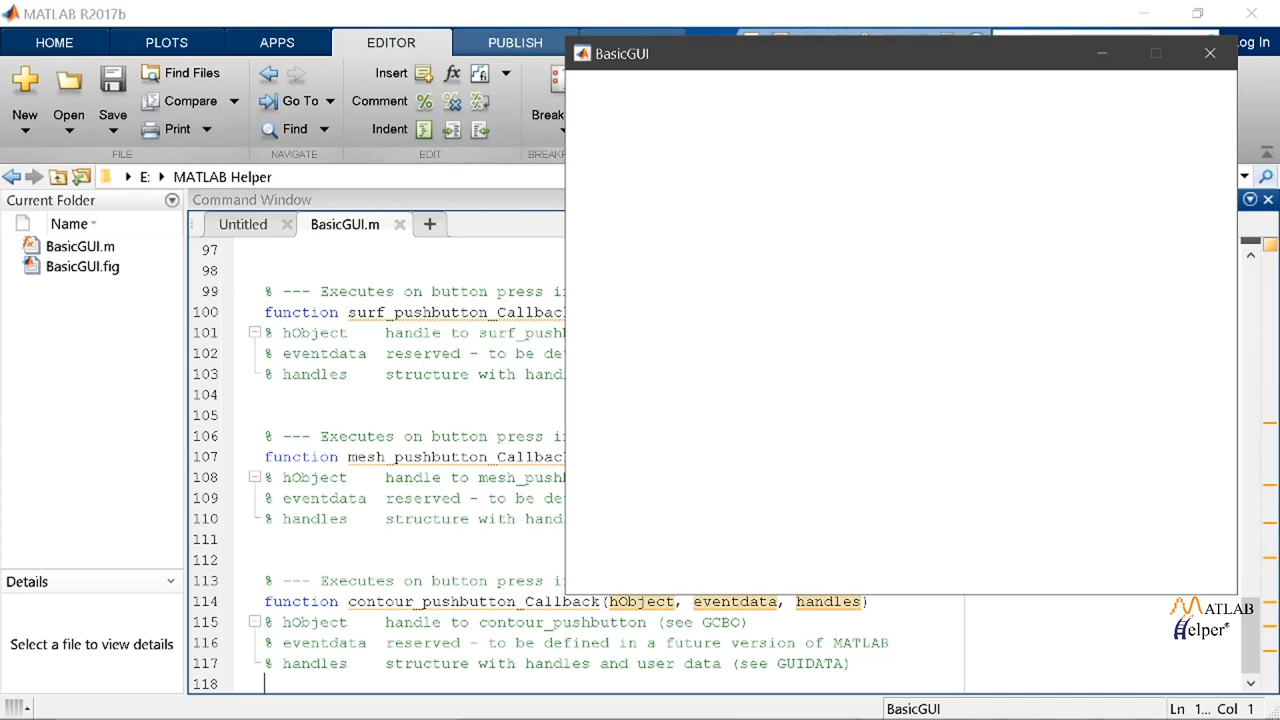 MATLAB R2017b
HOME PLOTS APPS EDITOR PUBLISH
Log In
BasicGUI
New Open Save
Find Files
Compare
Print
Go To
Find
Insert
Comment
Indent
Break
FILE NAVIGATE EDIT
E: MATLAB Helper
Current Folder
Name
BasicGUI.m
BasicGUI.fig
Details
Select a file to view details
Command Window
Untitled BasicGUI.m
97
98
99 % --- Executes on button press i
100 function surf_pushbutton_Callbac
101 % hObject handle to surf_push
102 % eventdata reserved - to be de
103 % handles structure with hand
104
105
106 % --- Executes on button press i
107 function mesh_pushbutton_Callbac
108 % hObject handle to mesh_push
109 % eventdata reserved - to be de
110 % handles structure with hand
111
112
113 % --- Executes on button press i
114 function contour_pushbutton_Callback(hObject, eventdata, handles)
115 % hObject handle to contour_pushbutton (see GCBO)
116 % eventdata reserved - to be defined in a future version of MATLAB
117 % handles structure with handles and user data (see GUIDATA)
118
MATLAB
Helper®
BasicGUI
Ln 1... Col 1